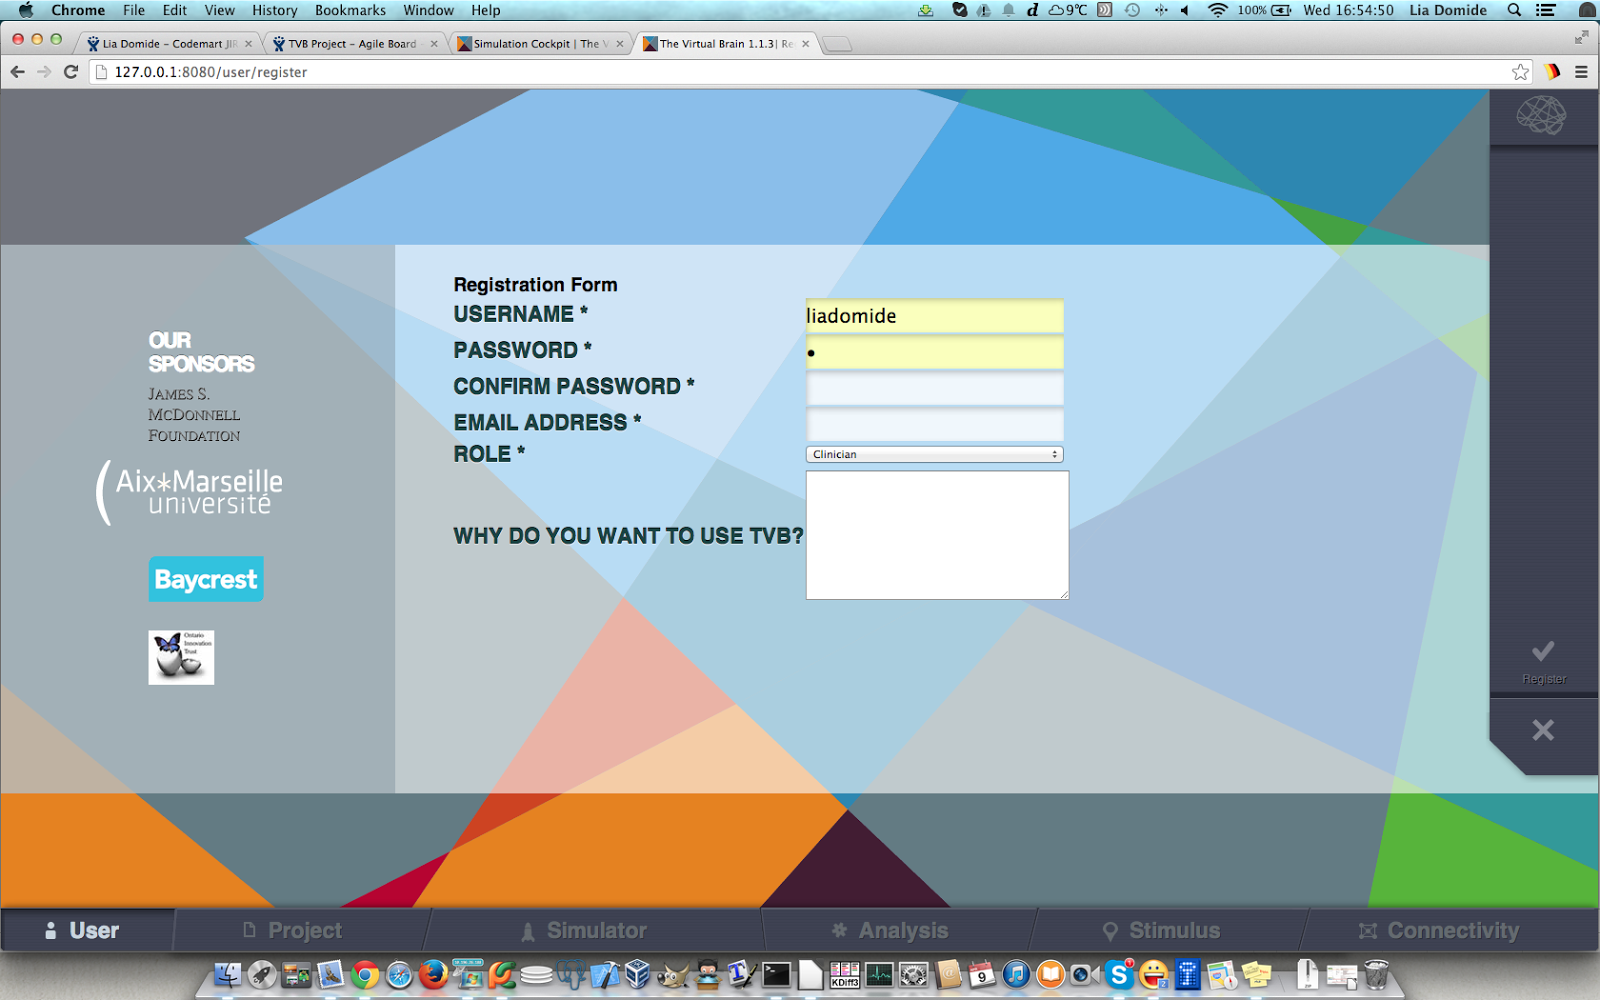 Chrome File Edit View History Bookmarks Window Help 9°C 100% Wed 16:54:50 Lia Domide
Lia Domide – Codemart JIR TVB Project – Agile Board Simulation Cockpit | The V The Virtual Brain 1.1.3| Re
127.0.0.1:8080/user/register
Registration Form
USERNAME * liadomide
PASSWORD *
CONFIRM PASSWORD *
EMAIL ADDRESS *
ROLE * Clinician
WHY DO YOU WANT TO USE TVB?
OUR
SPONSORS
JAMES S.
MCDONNELL
FOUNDATION
Aix*Marseille
université
Baycrest
Ontario
Innovation
Trust
Register
User Project Simulator Analysis Stimulus Connectivity
KDiff3
9